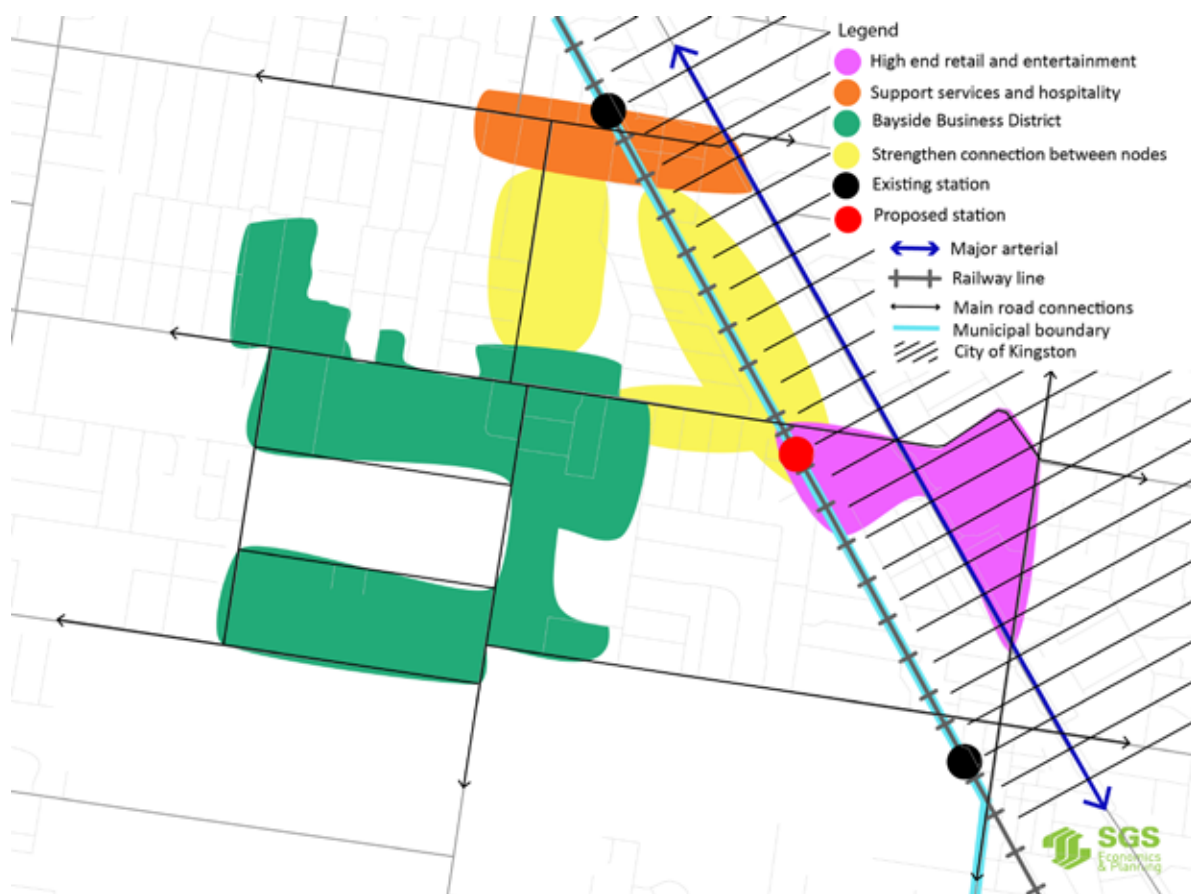 Legend
High end retail and entertainment
Support services and hospitality
Bayside Business District
Strengthen connection between nodes
Existing station
Proposed station
Major arterial
Railway line
Main road connections
Municipal boundary
City of Kingston
SGS
Economics
& Planning